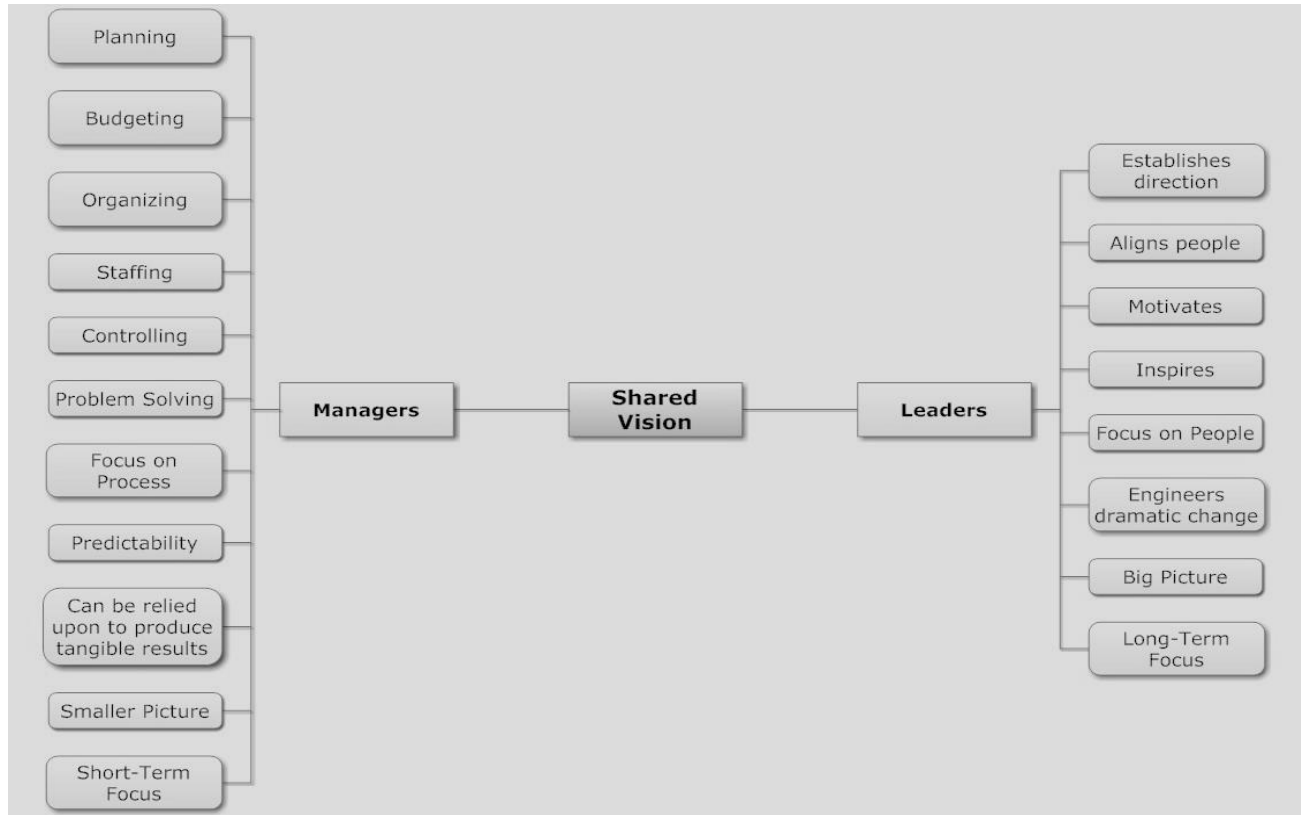 Planning
Budgeting
Organizing
Staffing
Controlling
Problem Solving
Focus on
Process
Predictability
Can be relied
upon to produce
tangible results
Smaller Picture
Short-Term
Focus
Managers
Shared
Vision
Leaders
Establishes
direction
Aligns people
Motivates
Inspires
Focus on People
Engineers
dramatic change
Big Picture
Long-Term
Focus